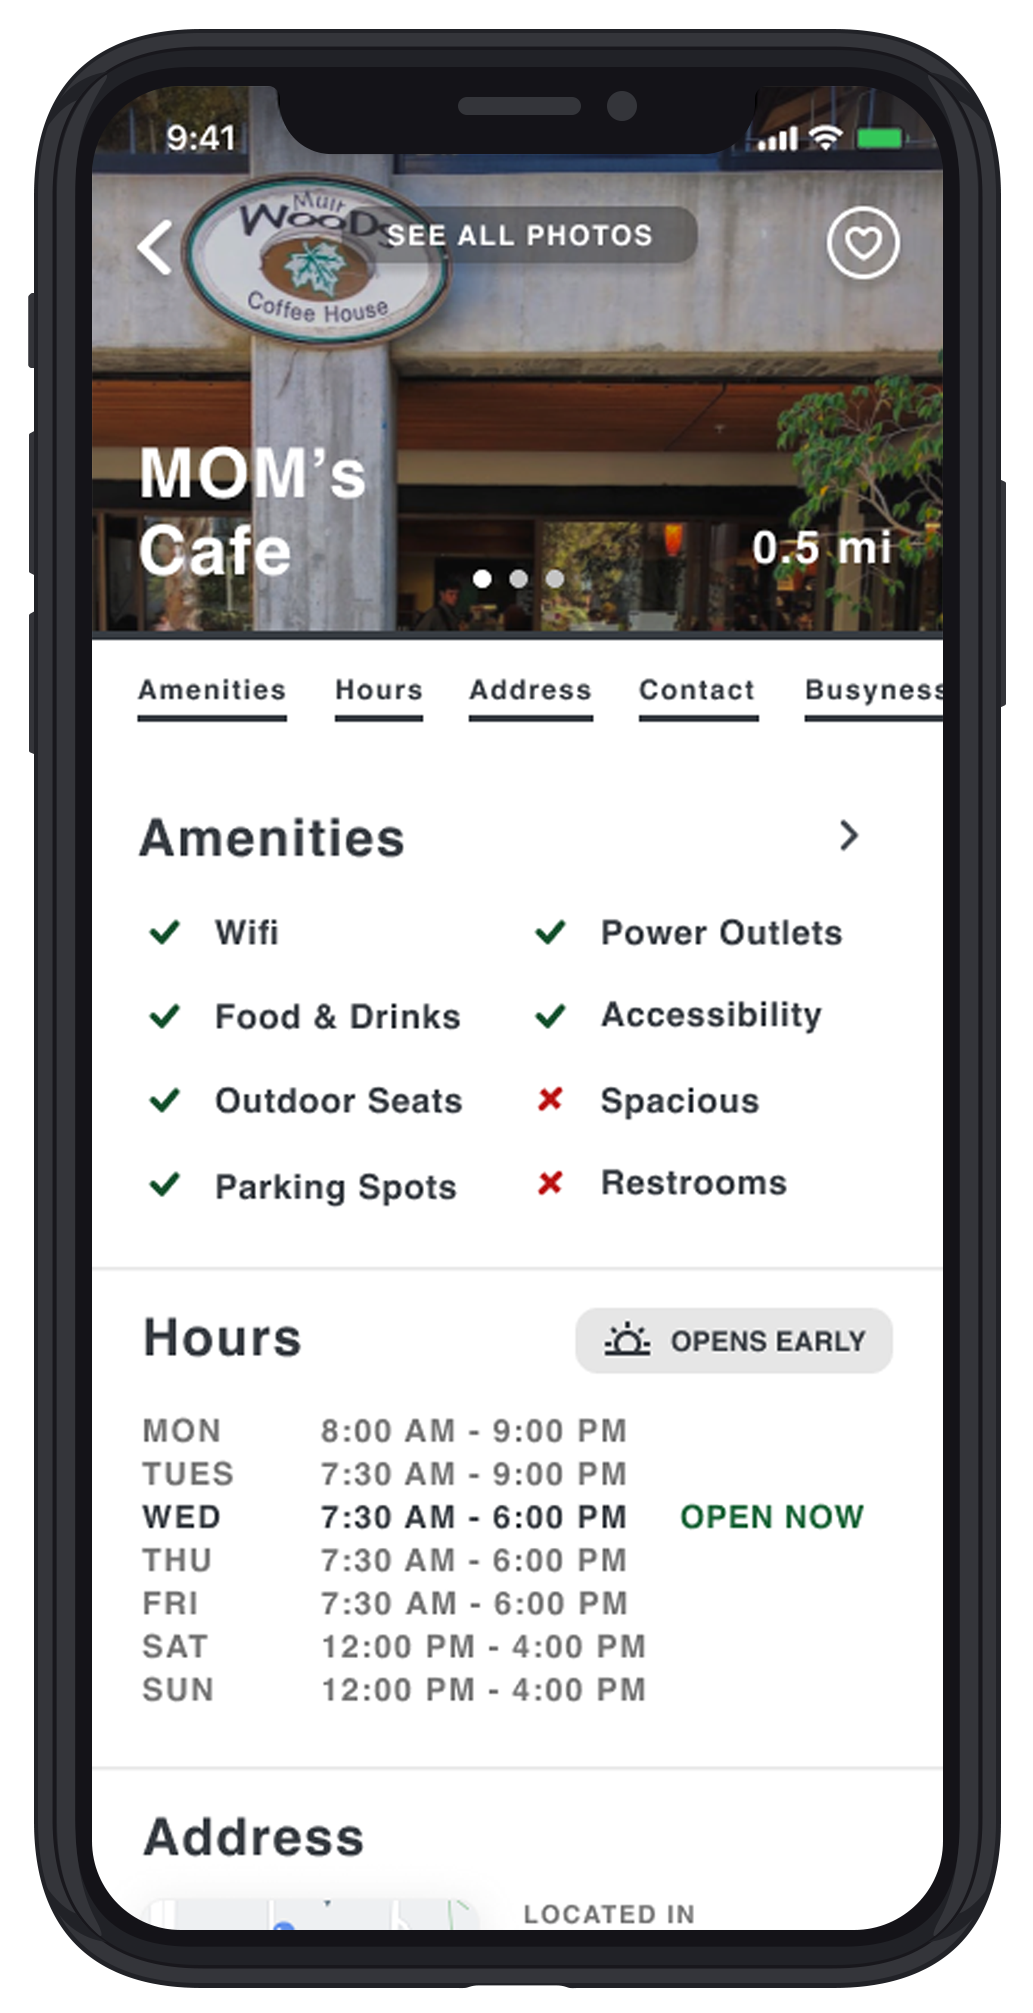 9:41
Muir
Woods
SEE ALL PHOTOS
Coffee House
MOM’s
Cafe
0.5 mi
Amenities Hours Address Contact Busyness
Amenities
Wifi Power Outlets
Food & Drinks Accessibility
Outdoor Seats Spacious
Parking Spots Restrooms
Hours OPENS EARLY
MON 8:00 AM - 9:00 PM
TUES 7:30 AM - 9:00 PM
WED 7:30 AM - 6:00 PM OPEN NOW
THU 7:30 AM - 6:00 PM
FRI 7:30 AM - 6:00 PM
SAT 12:00 PM - 4:00 PM
SUN 12:00 PM - 4:00 PM
Address
LOCATED IN